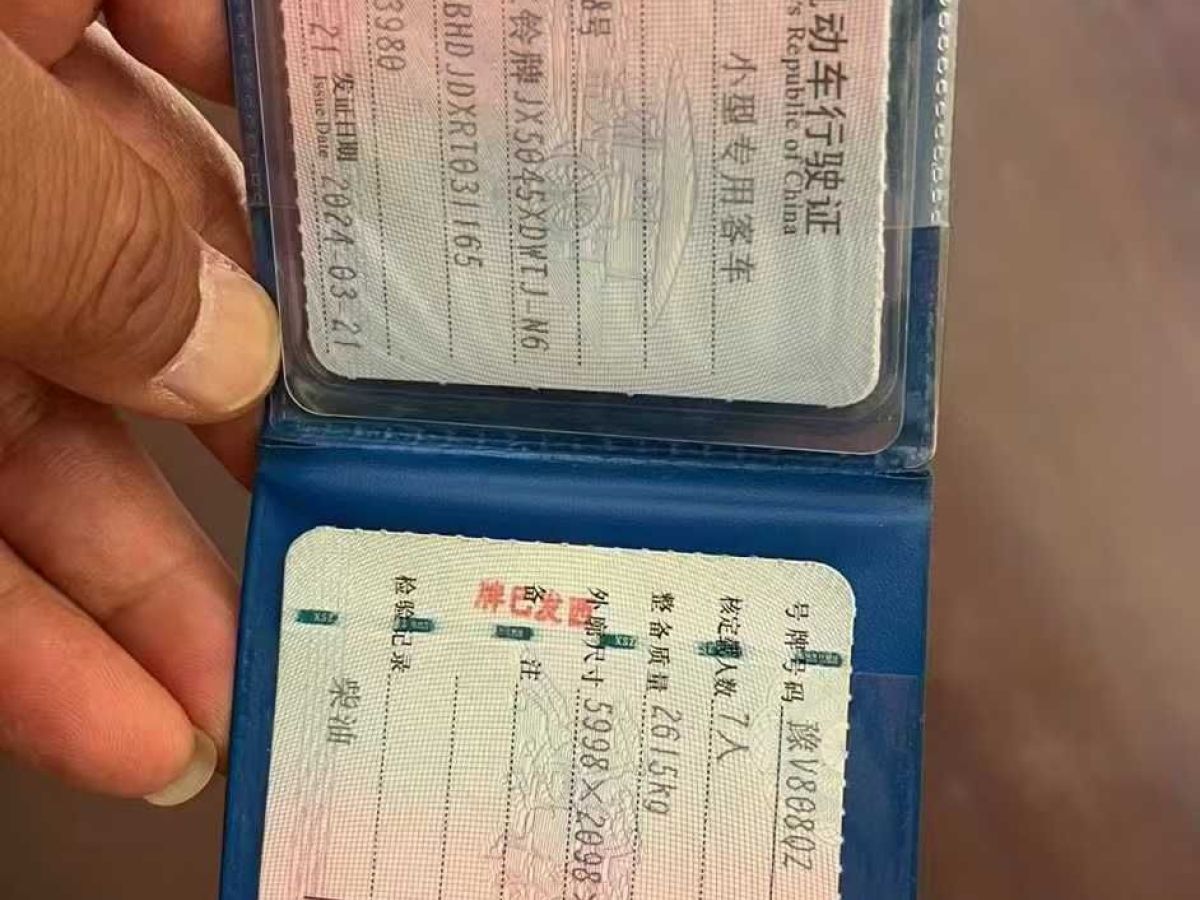 动车行驶证
's Republic of China
小型专用客车
8号
铃牌JX5045XDWTJ-N6
BHDJDXRT031165
3980
21 发证日期 2024-03-21
Issue Date
号牌号码 豫V808QZ
核定载人数 7人
整备质量 2615kg
外廓尺寸 5998×2098×
备 注
检验记录
柴油